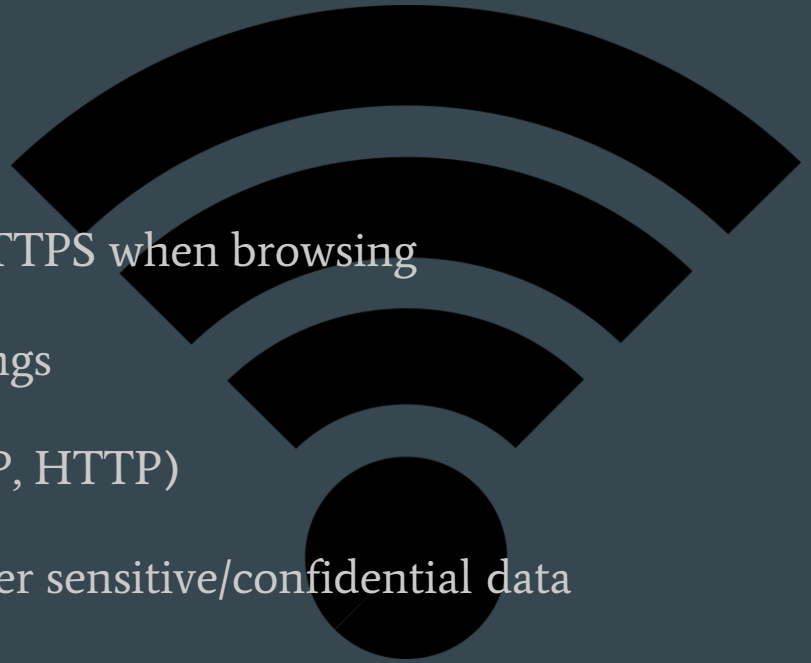 TTPS when browsing
ngs
P, HTTP)
er sensitive/confidential data